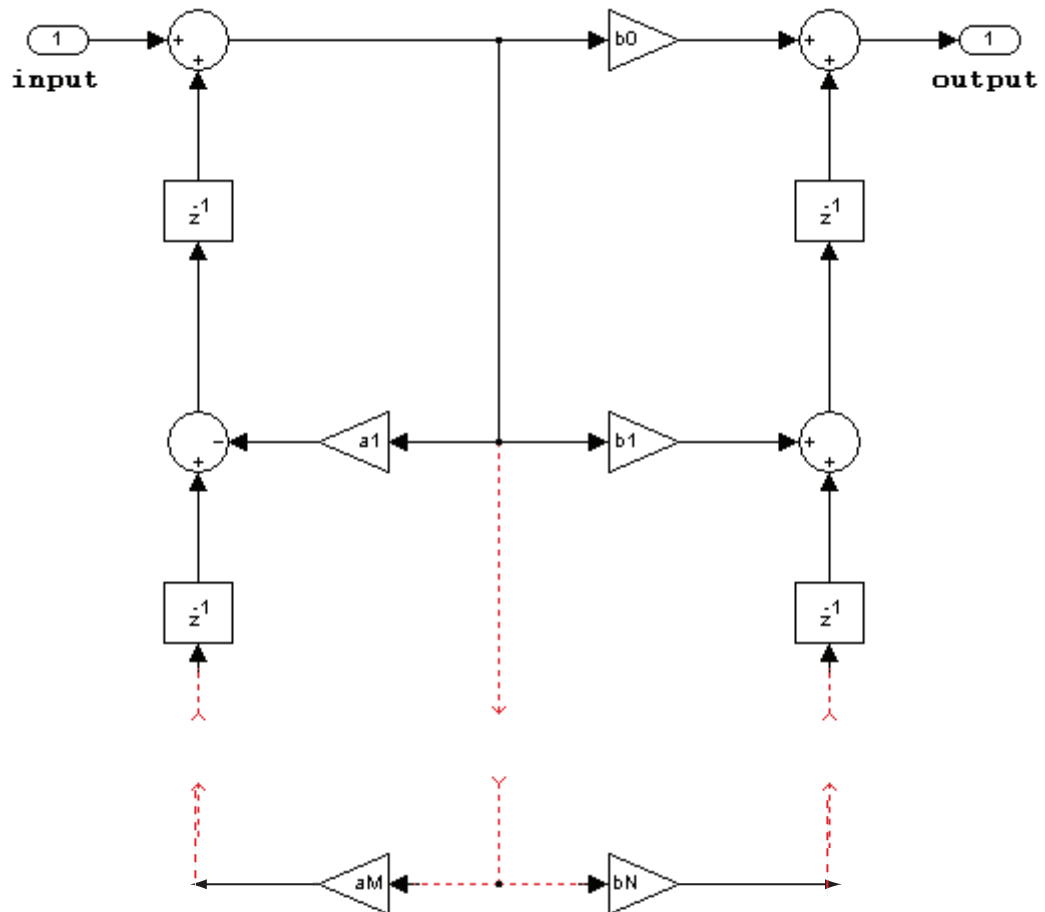 1
+
+
b0
+
+
1
input
output
z-1
z-1
-
+
a1
b1
+
+
z-1
z-1
aM
bN